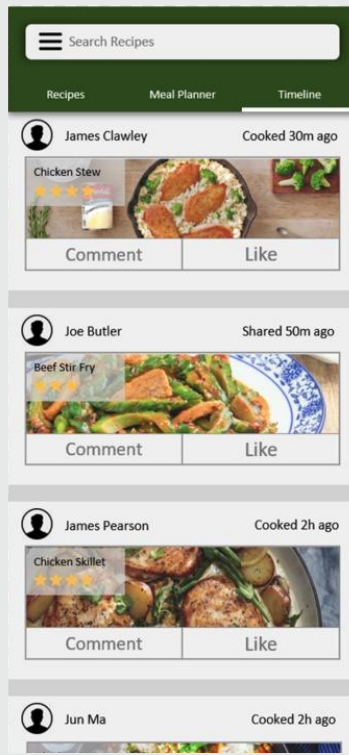 Search Recipes
Recipes Meal Planner Timeline
James Clawley Cooked 30m ago
Chicken Stew
Comment Like
Joe Butler Shared 50m ago
Beef Stir Fry
Comment Like
James Pearson Cooked 2h ago
Chicken Skillet
Comment Like
Jun Ma Cooked 2h ago